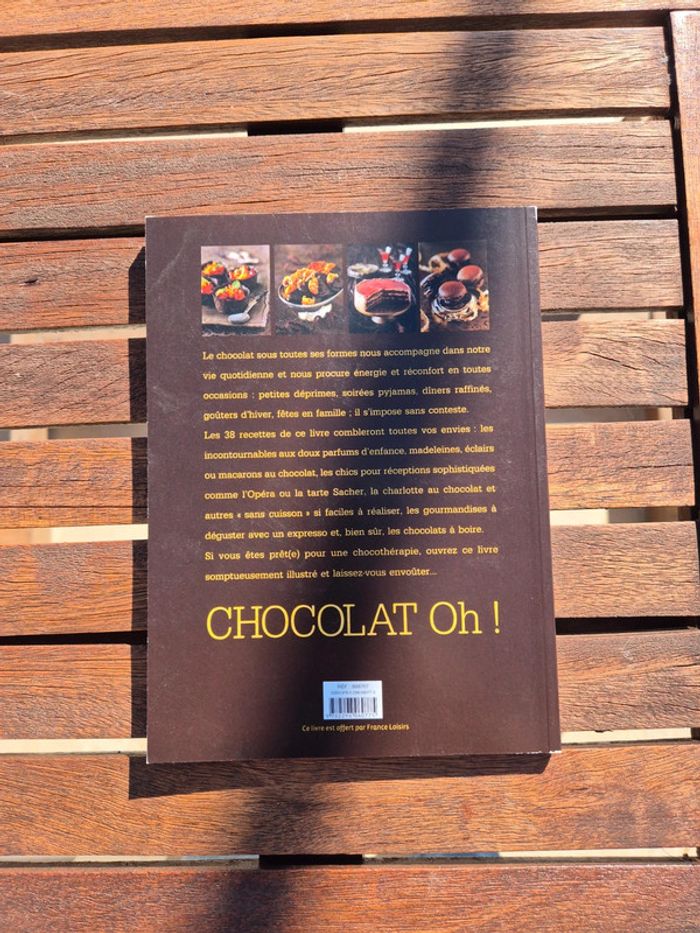 Le chocolat sous toutes ses formes nous accompagne dans notre
vie quotidienne et nous procure énergie et réconfort en toutes
occasions : petites déprimes, soirées pyjamas, dîners raffinés,
goûters d'hiver, fêtes en famille ; il s'impose sans conteste.
Les 38 recettes de ce livre combleront toutes vos envies : les
incontournables aux doux parfums d'enfance, madeleines, éclairs
ou macarons au chocolat, les chics pour réceptions sophistiquées
comme l'Opéra ou la tarte Sacher, la charlotte au chocolat et
autres « sans cuisson » si faciles à réaliser, les gourmandises à
déguster avec un expresso et, bien sûr, les chocolats à boire.
Si vous êtes prêt(e) pour une chocothérapie, ouvrez ce livre
somptueusement illustré et laissez-vous envoûter...
CHOCOLAT Oh !
Ce livre est offert par France Loisirs